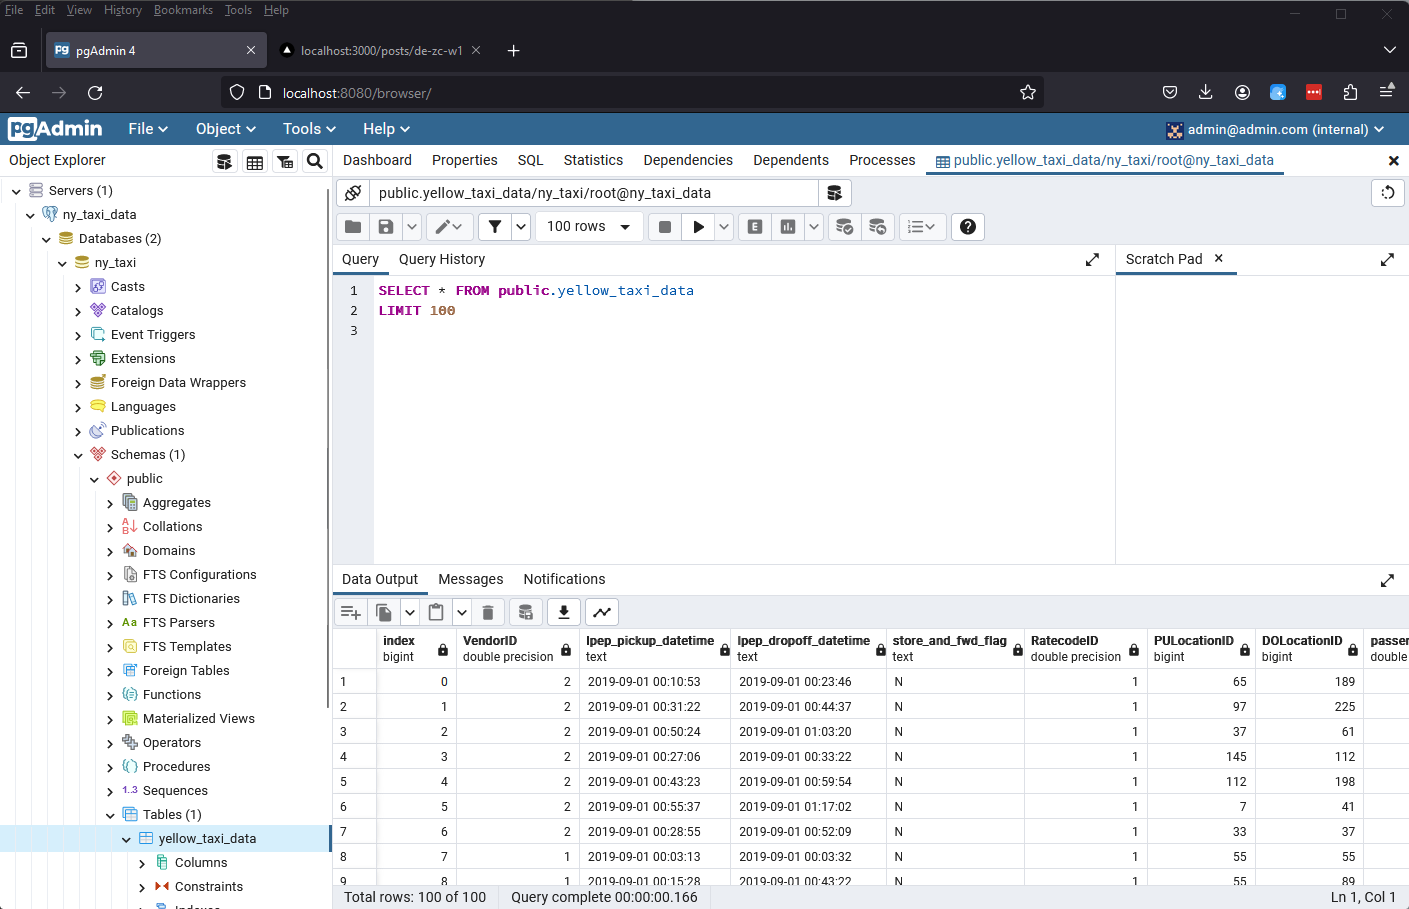 File Edit View History Bookmarks Tools Help
pgAdmin 4
localhost:3000/posts/de-zc-w1
localhost:8080/browser/
pgAdmin File Object Tools Help admin@admin.com (internal)
Object Explorer
Dashboard Properties SQL Statistics Dependencies Dependents Processes public.yellow_taxi_data/ny_taxi/root@ny_taxi_data
Servers (1)
ny_taxi_data
Databases (2)
ny_taxi
Casts
Catalogs
Event Triggers
Extensions
Foreign Data Wrappers
Languages
Publications
Schemas (1)
public
Aggregates
Collations
Domains
FTS Configurations
FTS Dictionaries
FTS Parsers
FTS Templates
Foreign Tables
Functions
Materialized Views
Operators
Procedures
1..3 Sequences
Tables (1)
yellow_taxi_data
Columns
Constraints
Indexes
public.yellow_taxi_data/ny_taxi/root@ny_taxi_data
100 rows
E
Query Query History
Scratch Pad
1 SELECT * FROM public.yellow_taxi_data
2 LIMIT 100
3
Data Output Messages Notifications
index VendorID lpep_pickup_datetime lpep_dropoff_datetime store_and_fwd_flag RatecodeID PULocationID DOLocationID passer
bigint double precision text text text double precision bigint bigint double
1 0 2 2019-09-01 00:10:53 2019-09-01 00:23:46 N 1 65 189
2 1 2 2019-09-01 00:31:22 2019-09-01 00:44:37 N 1 97 225
3 2 2 2019-09-01 00:50:24 2019-09-01 01:03:20 N 1 37 61
4 3 2 2019-09-01 00:27:06 2019-09-01 00:33:22 N 1 145 112
5 4 2 2019-09-01 00:43:23 2019-09-01 00:59:54 N 1 112 198
6 5 2 2019-09-01 00:55:37 2019-09-01 01:17:02 N 1 7 41
7 6 2 2019-09-01 00:28:55 2019-09-01 00:52:09 N 1 33 37
8 7 1 2019-09-01 00:03:13 2019-09-01 00:03:32 N 1 55 55
9 8 1 2019-09-01 00:15:28 2019-09-01 00:43:22 N 1 55 89
Total rows: 100 of 100 Query complete 00:00:00.166 Ln 1, Col 1